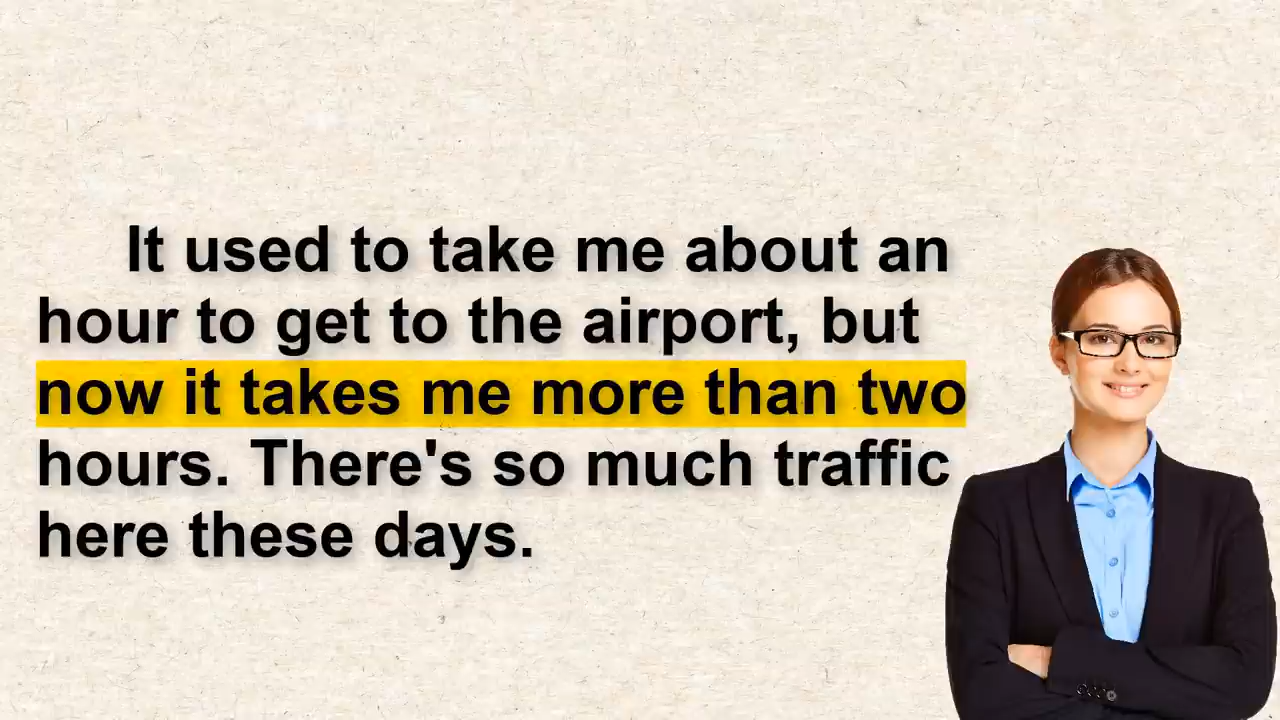 It used to take me about an
hour to get to the airport, but
now it takes me more than two
hours. There's so much traffic
here these days.